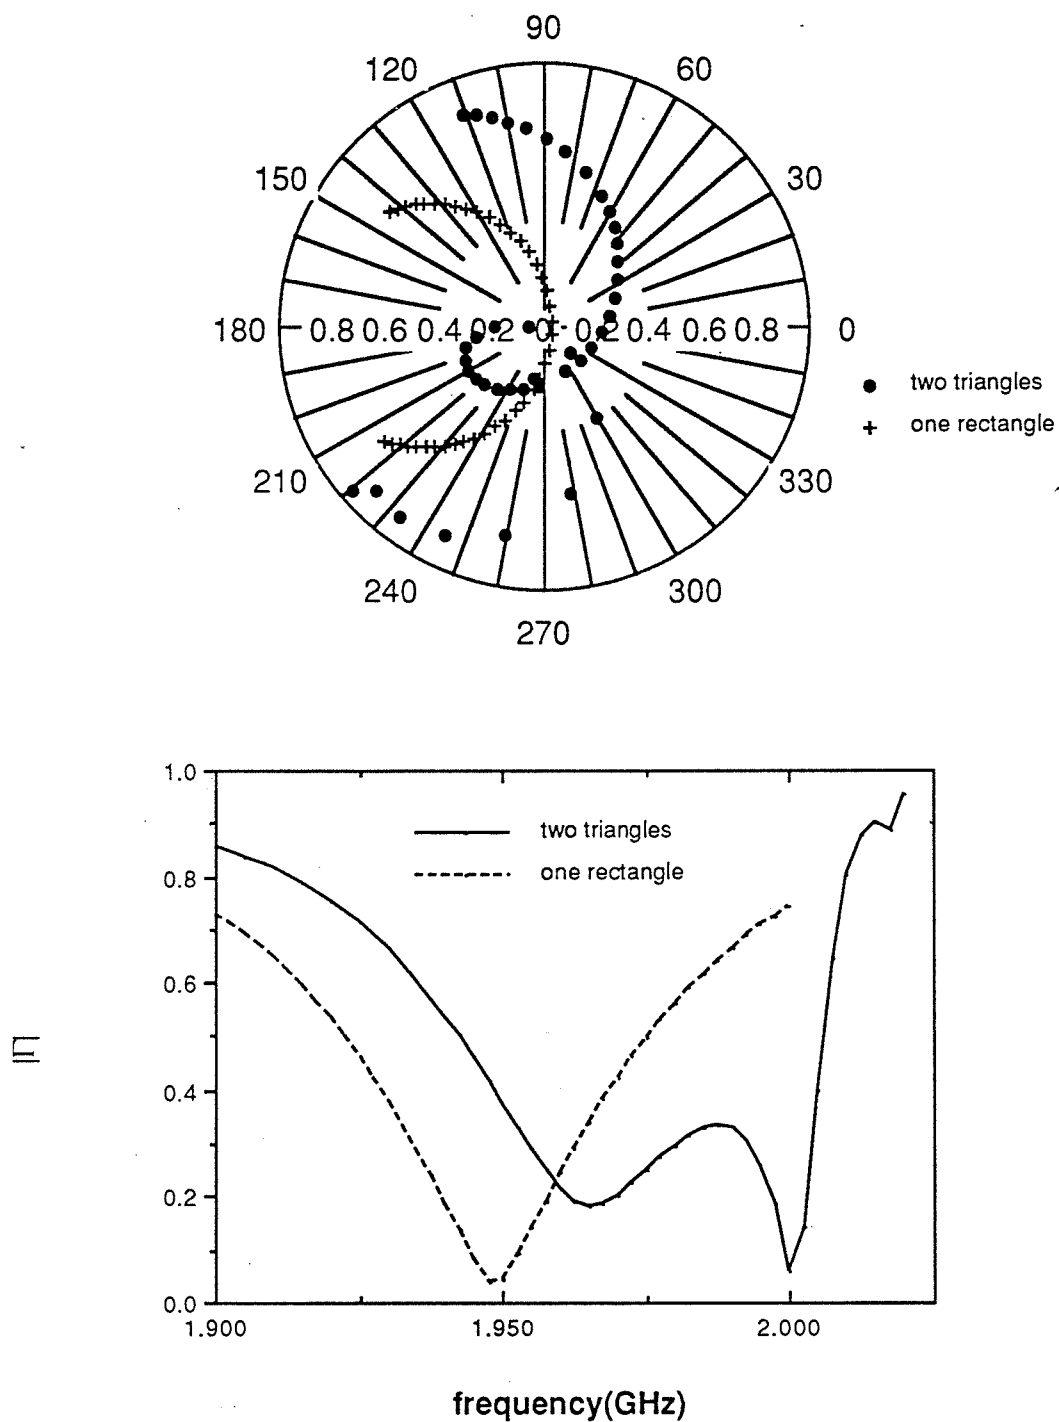 90
120 60
150 30
180 0.8 0.6 0.4 0.2 0 0.2 0.4 0.6 0.8 0
two triangles
one rectangle
210 330
240 300
270
1.0
two triangles
one rectangle
0.8
0.6
|Γ|
0.4
0.2
0.0
1.900 1.950 2.000
frequency(GHz)